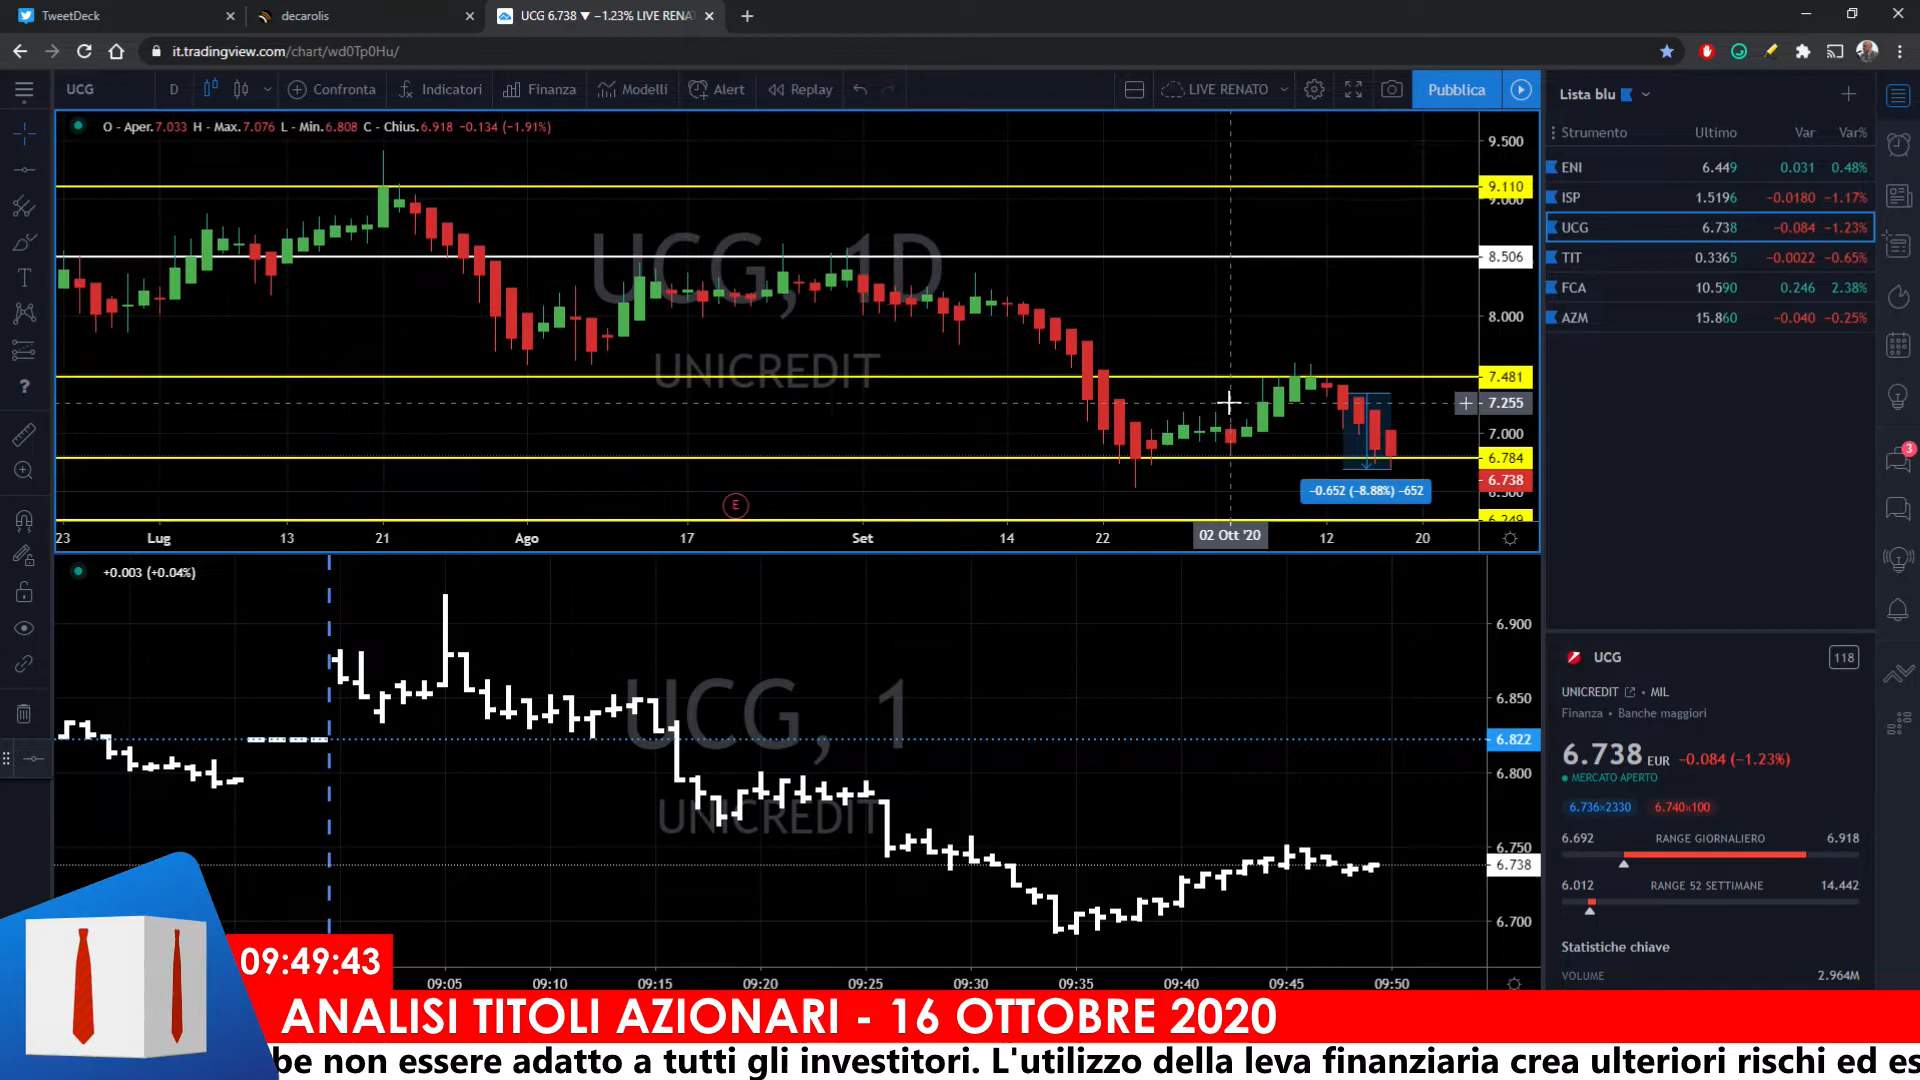 TweetDeck
decarolis
UCG 6.738 ▼ −1.23% LIVE RENA
it.tradingview.com/chart/wd0Tp0Hu/
UCG D Confronta Indicatori Finanza Modelli Alert Replay LIVE RENATO Pubblica
O - Aper.7.033 H - Max.7.076 L - Min.6.808 C - Chius.6.918 −0.134 (−1.91%)
UCG, 1D
UNICREDIT
9.500
9.110
9.000
8.506
8.000
7.481
7.255
7.000
6.784
6.738
6.500
6.249
−0.652 (−8.88%) −652
E
23 Lug 13 21 Ago 17 Set 14 22 02 Ott '20 12 20
+0.003 (+0.04%)
UCG, 1
UNICREDIT
6.900
6.850
6.822
6.800
6.750
6.738
6.700
09:05 09:10 09:15 09:20 09:25 09:30 09:35 09:40 09:45 09:50
Lista blu
Strumento Ultimo Var Var%
ENI 6.449 0.031 0.48%
ISP 1.5196 −0.0180 −1.17%
UCG 6.738 −0.084 −1.23%
TIT 0.3365 −0.0022 −0.65%
FCA 10.590 0.246 2.38%
AZM 15.860 −0.040 −0.25%
3
UCG 118
UNICREDIT • MIL
Finanza • Banche maggiori
6.738 EUR −0.084 (−1.23%)
MERCATO APERTO
6.736×2330 6.740×100
6.692 RANGE GIORNALIERO 6.918
6.012 RANGE 52 SETTIMANE 14.442
Statistiche chiave
VOLUME 2.964M
09:49:43
ANALISI TITOLI AZIONARI - 16 OTTOBRE 2020
be non essere adatto a tutti gli investitori. L'utilizzo della leva finanziaria crea ulteriori rischi ed es